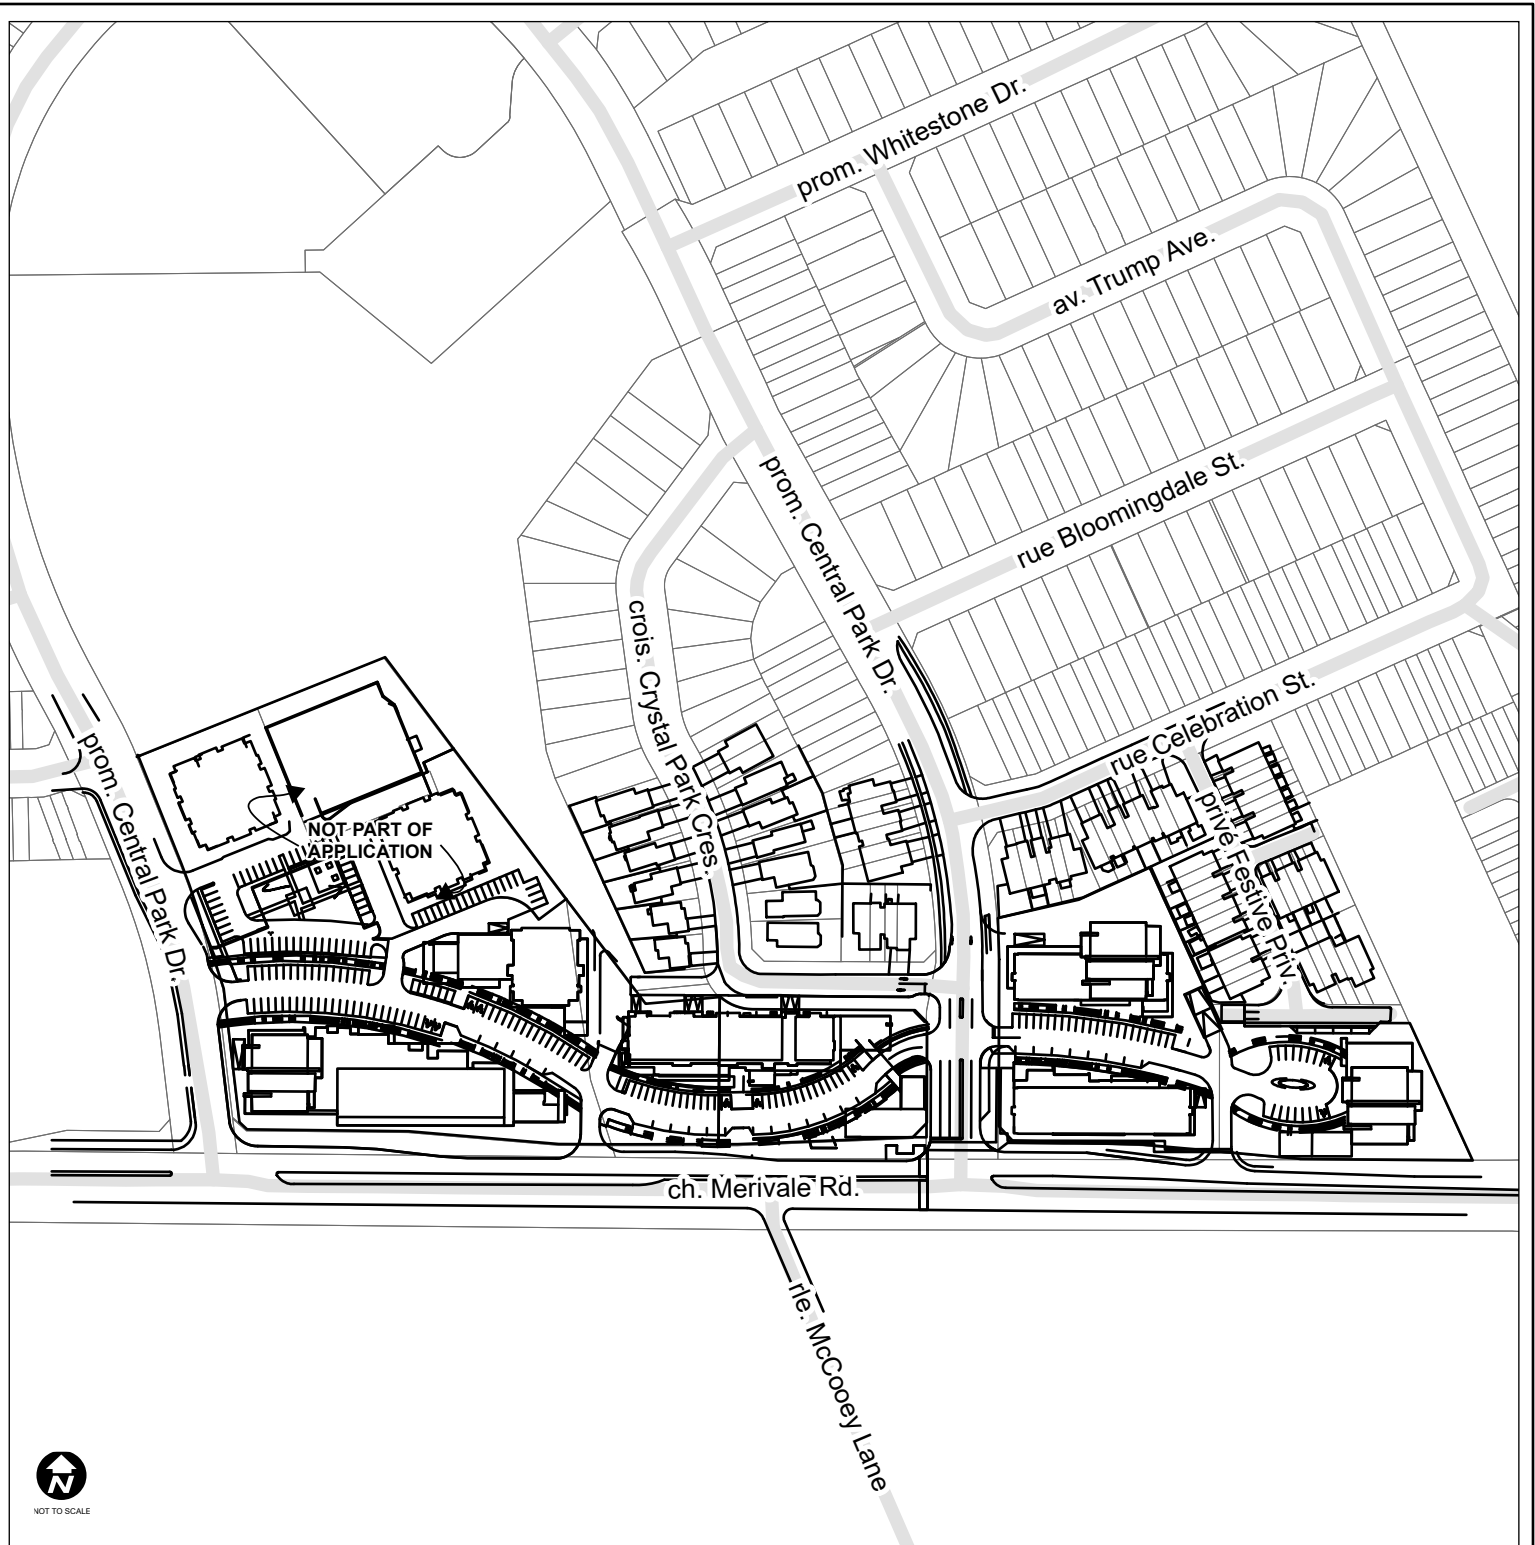 prom. Whitestone Dr.
av. Trump Ave.
rue Bloomingdale St.
prom. Central Park Dr.
crois. Crystal Park Cres.
rue Celebration St.
privé Festive Priv.
prom. Central Park Dr.
NOT PART OF
APPLICATION
ch. Merivale Rd.
rle. McCooey Lane
N
NOT TO SCALE